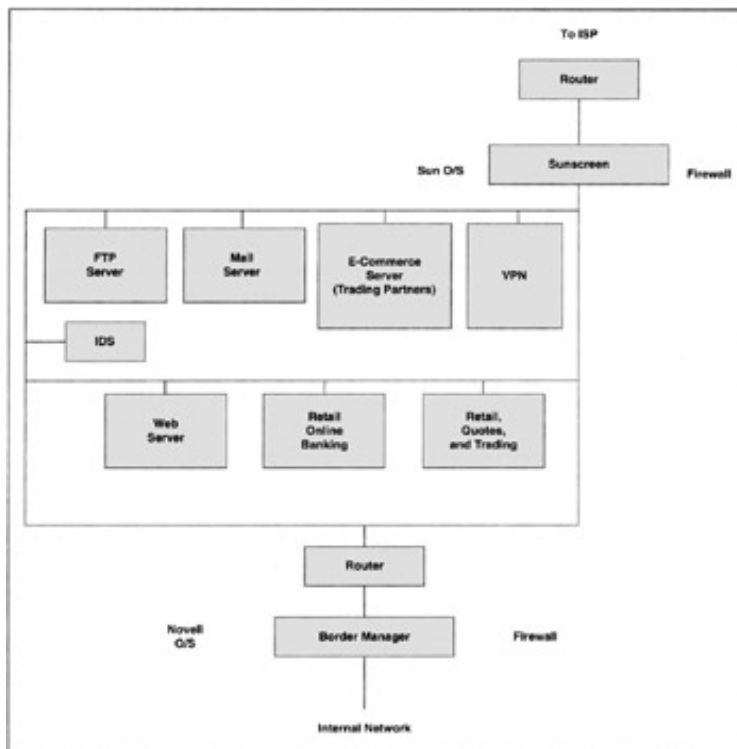 To ISP
Router
Sun O/S
Sunscreen
Firewall
FTP
Server
Mail
Server
E-Commerce
Server
(Trading Partners)
VPN
IDS
Web
Server
Retail
Online
Banking
Retail,
Quotes,
and Trading
Router
Novell
O/S
Border Manager
Firewall
Internal Network